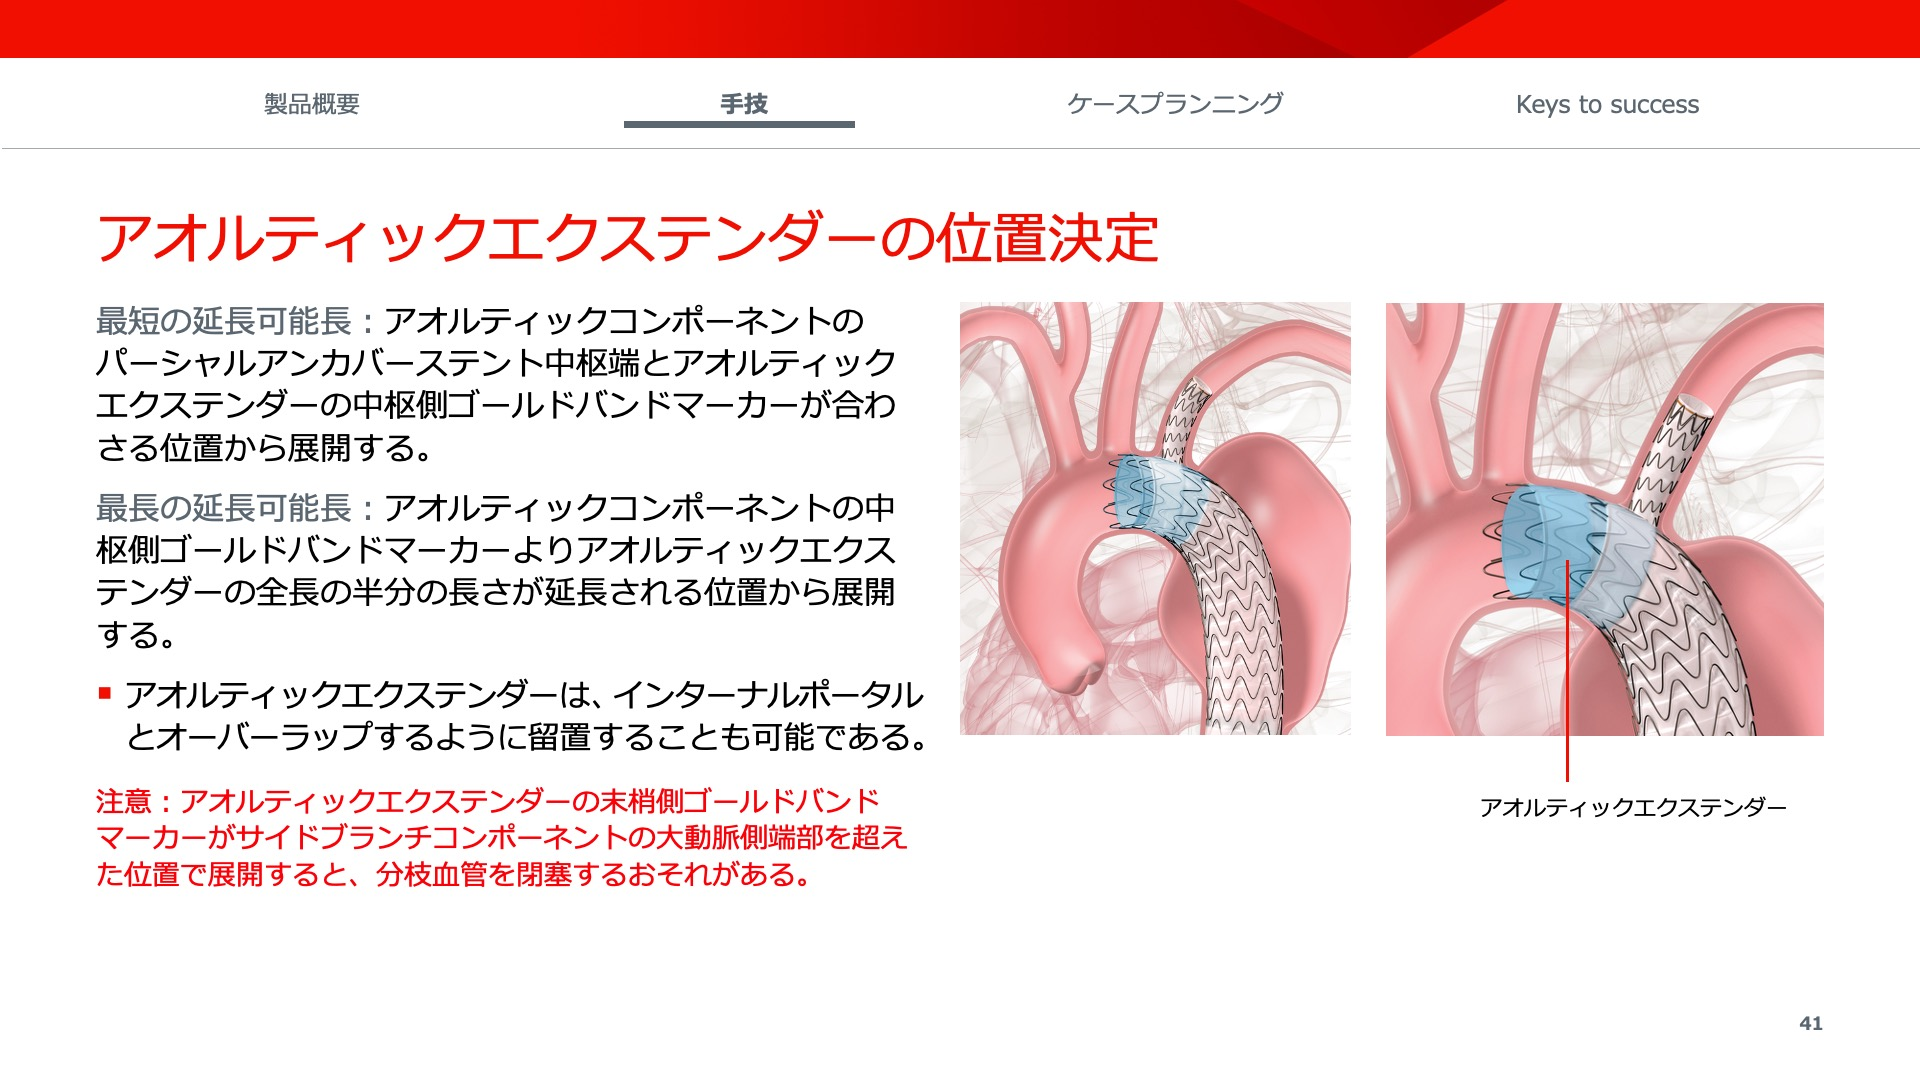 製品概要
手技
ケースプランニング
Keys to success
アオルティックエクステンダーの位置決定
最短の延長可能長：アオルティックコンポーネントの
パーシャルアンカバーステント中枢端とアオルティック
エクステンダーの中枢側ゴールドバンドマーカーが合わ
さる位置から展開する。
最長の延長可能長：アオルティックコンポーネントの中
枢側ゴールドバンドマーカーよりアオルティックエクス
テンダーの全長の半分の長さが延長される位置から展開
する。
▪ アオルティックエクステンダーは、インターナルポータル
とオーバーラップするように留置することも可能である。
注意：アオルティックエクステンダーの末梢側ゴールドバンド
マーカーがサイドブランチコンポーネントの大動脈側端部を超え
た位置で展開すると、分枝血管を閉塞するおそれがある。
アオルティックエクステンダー
41